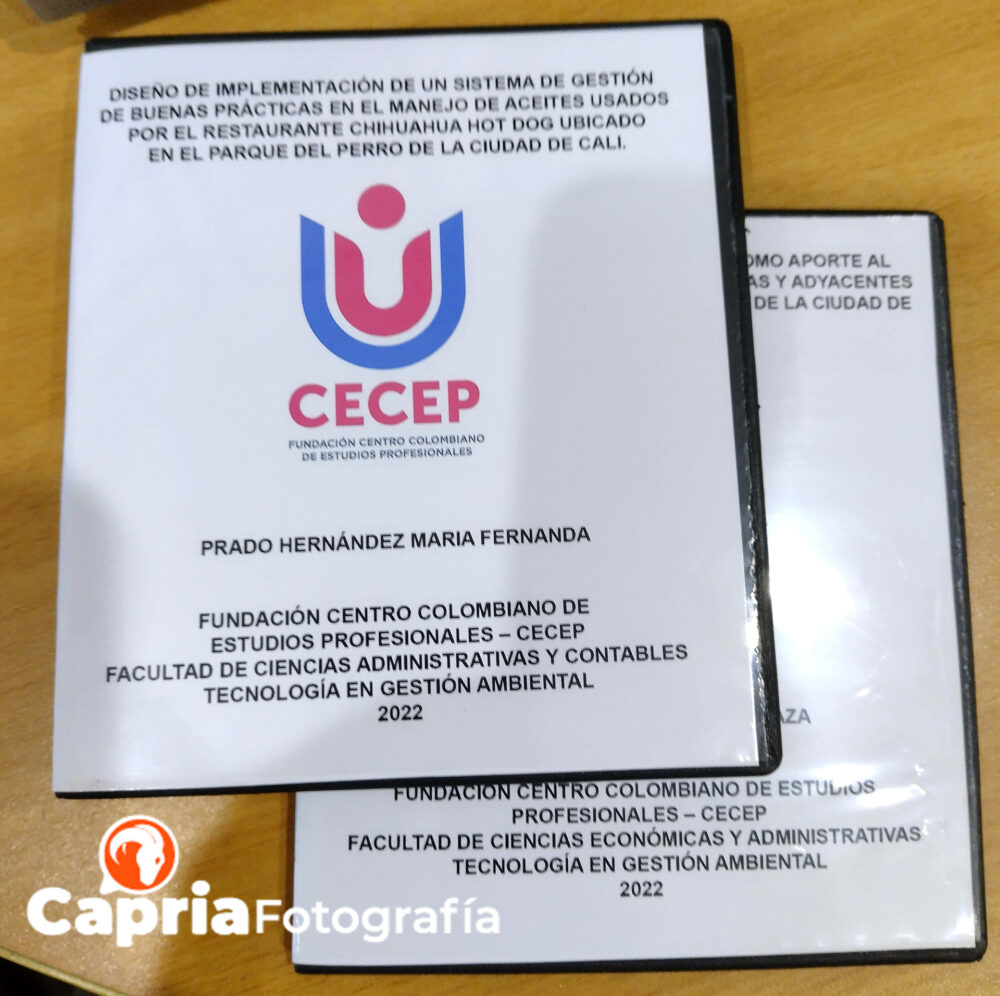 DISEÑO DE IMPLEMENTACIÓN DE UN SISTEMA DE GESTIÓN
DE BUENAS PRÁCTICAS EN EL MANEJO DE ACEITES USADOS
POR EL RESTAURANTE CHIHUAHUA HOT DOG UBICADO
EN EL PARQUE DEL PERRO DE LA CIUDAD DE CALI.
CECEP
FUNDACIÓN CENTRO COLOMBIANO
DE ESTUDIOS PROFESIONALES
PRADO HERNÁNDEZ MARIA FERNANDA
FUNDACIÓN CENTRO COLOMBIANO DE
ESTUDIOS PROFESIONALES – CECEP
FACULTAD DE CIENCIAS ADMINISTRATIVAS Y CONTABLES
TECNOLOGÍA EN GESTIÓN AMBIENTAL
2022
APORTE AL
Y ADYACENTES
DE LA CIUDAD DE
FUNDACIÓN CENTRO COLOMBIANO DE ESTUDIOS
PROFESIONALES – CECEP
FACULTAD DE CIENCIAS ECONÓMICAS Y ADMINISTRATIVAS
TECNOLOGÍA EN GESTIÓN AMBIENTAL
2022
Capria Fotografía